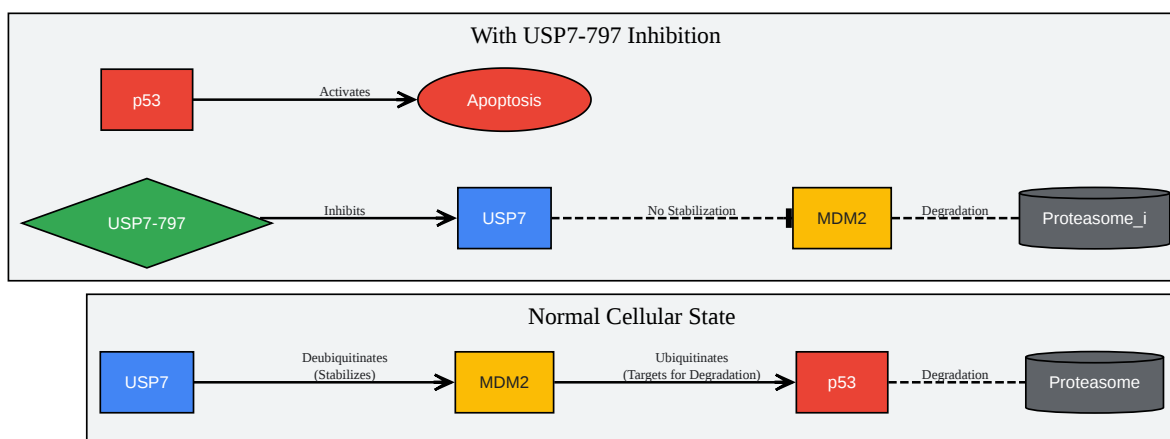 With USP7-797 Inhibition
p53
Activates
Apoptosis
USP7-797
Inhibits
USP7
No Stabilization
MDM2
Degradation
Proteasome_i
Normal Cellular State
USP7
Deubiquitinates
(Stabilizes)
MDM2
Ubiquitinates
(Targets for Degradation)
p53
Degradation
Proteasome